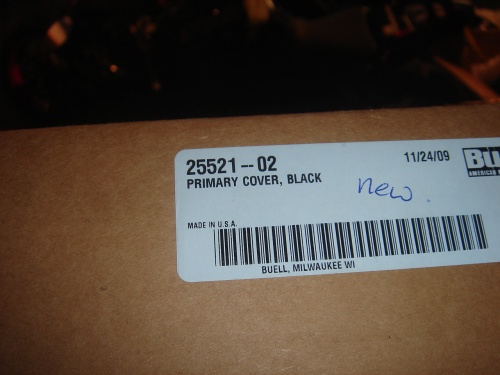 25521--02
11/24/09
PRIMARY COVER, BLACK
new.
MADE IN U.S.A.
BUELL, MILWAUKEE WI